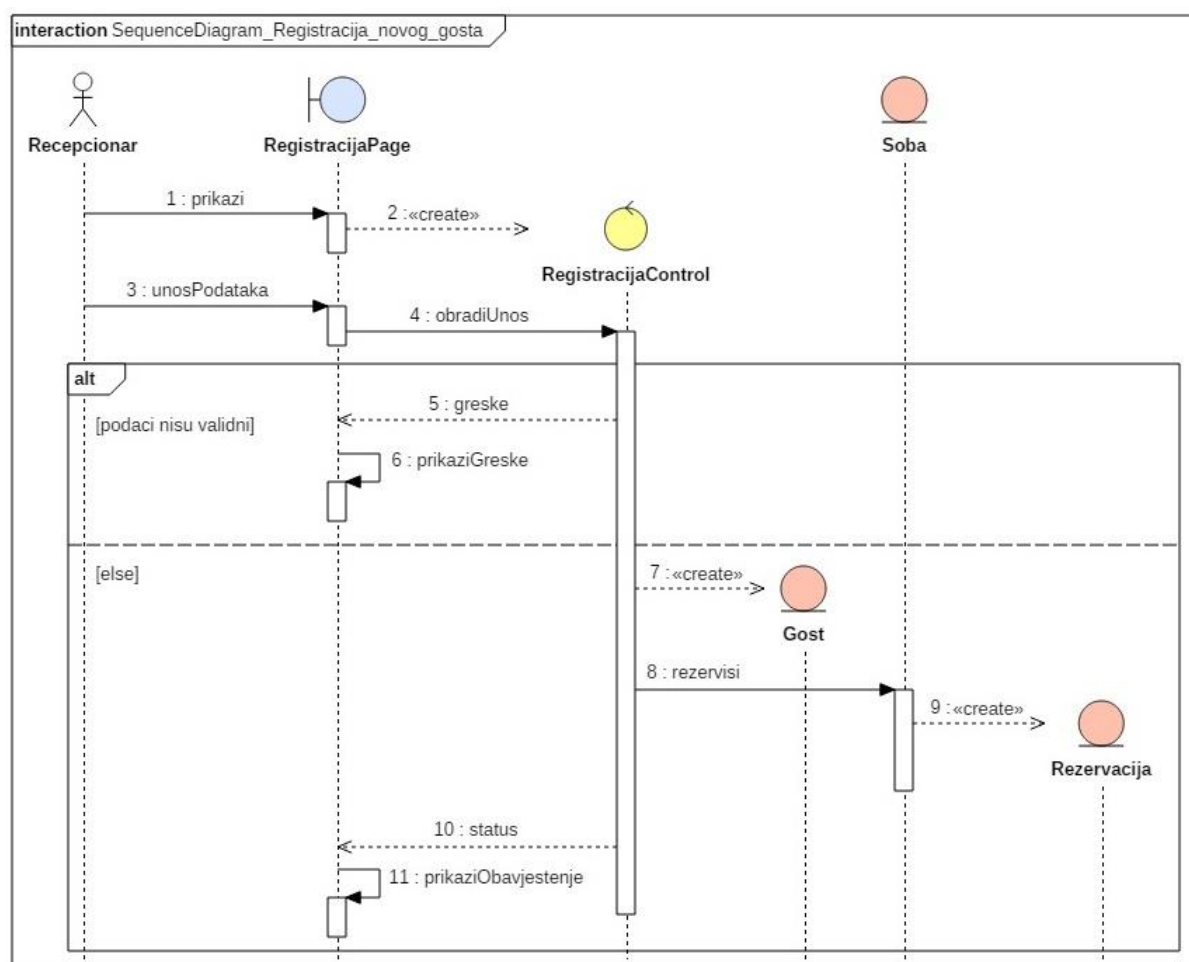 interaction SequenceDiagram_Registracija_novog_gosta
Recepcionar
RegistracijaPage
Soba
1 : prikazi
2 :«create»
RegistracijaControl
3 : unosPodataka
4 : obradiUnos
alt
5 : greske
[podaci nisu validni]
6 : prikaziGreske
[else]
7 :«create»
Gost
8 : rezervisi
9 :«create»
Rezervacija
10 : status
11 : prikaziObavjestenje